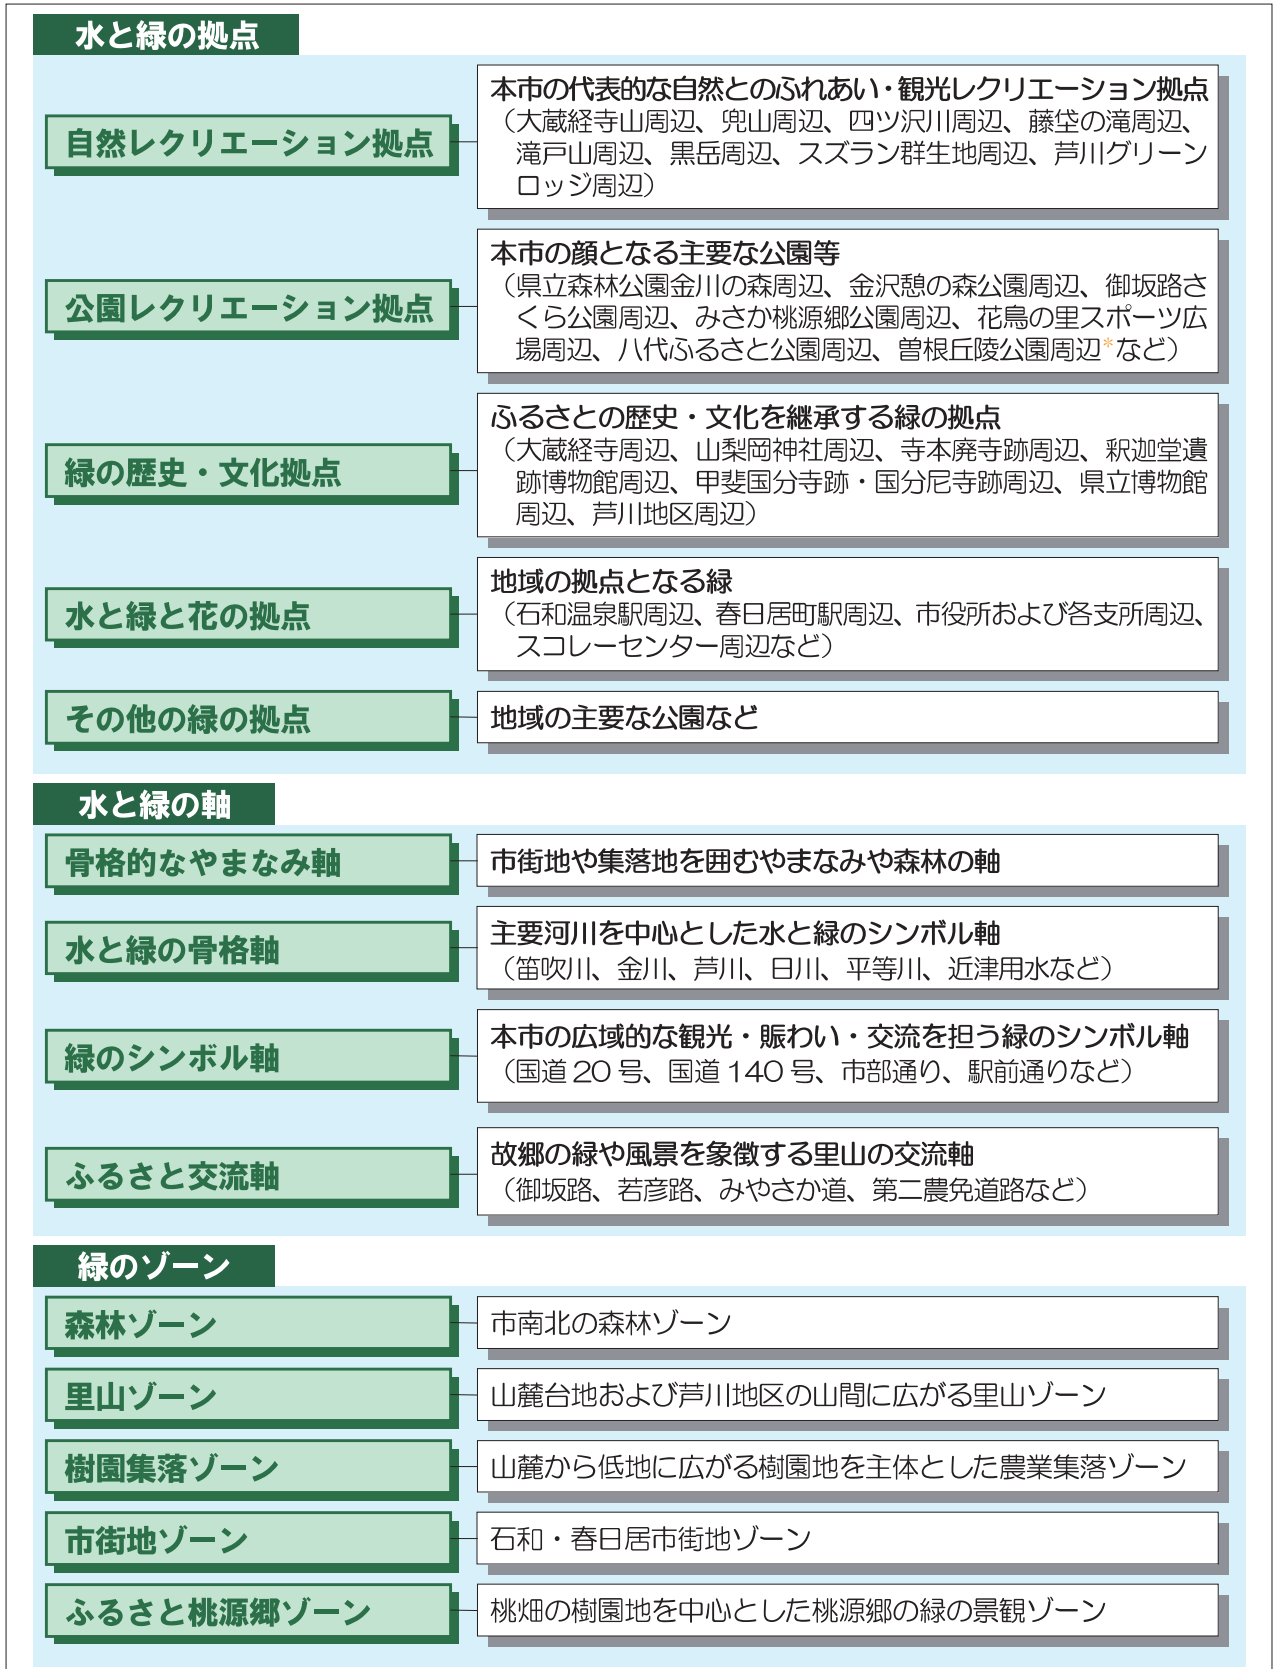 水と緑の拠点
自然レクリエーション拠点
本市の代表的な自然とのふれあい・観光レクリエーション拠点
（大蔵経寺山周辺、兜山周辺、四ツ沢川周辺、藤垈の滝周辺、
滝戸山周辺、黒岳周辺、スズラン群生地周辺、芦川グリーン
ロッジ周辺）
公園レクリエーション拠点
本市の顔となる主要な公園等
（県立森林公園金川の森周辺、金沢憩の森公園周辺、御坂路さ
くら公園周辺、みさか桃源郷公園周辺、花鳥の里スポーツ広
場周辺、八代ふるさと公園周辺、曽根丘陵公園周辺*など）
緑の歴史・文化拠点
ふるさとの歴史・文化を継承する緑の拠点
（大蔵経寺周辺、山梨岡神社周辺、寺本廃寺跡周辺、釈迦堂遺
跡博物館周辺、甲斐国分寺跡・国分尼寺跡周辺、県立博物館
周辺、芦川地区周辺）
水と緑と花の拠点
地域の拠点となる緑
（石和温泉駅周辺、春日居町駅周辺、市役所および各支所周辺、
スコレーセンター周辺など）
その他の緑の拠点
地域の主要な公園など
水と緑の軸
骨格的なやまなみ軸
市街地や集落地を囲むやまなみや森林の軸
水と緑の骨格軸
主要河川を中心とした水と緑のシンボル軸
（笛吹川、金川、芦川、日川、平等川、近津用水など）
緑のシンボル軸
本市の広域的な観光・賑わい・交流を担う緑のシンボル軸
（国道20号、国道140号、市部通り、駅前通りなど）
ふるさと交流軸
故郷の緑や風景を象徴する里山の交流軸
（御坂路、若彦路、みやさか道、第二農免道路など）
緑のゾーン
森林ゾーン
市南北の森林ゾーン
里山ゾーン
山麓台地および芦川地区の山間に広がる里山ゾーン
樹園集落ゾーン
山麓から低地に広がる樹園地を主体とした農業集落ゾーン
市街地ゾーン
石和・春日居市街地ゾーン
ふるさと桃源郷ゾーン
桃畑の樹園地を中心とした桃源郷の緑の景観ゾーン